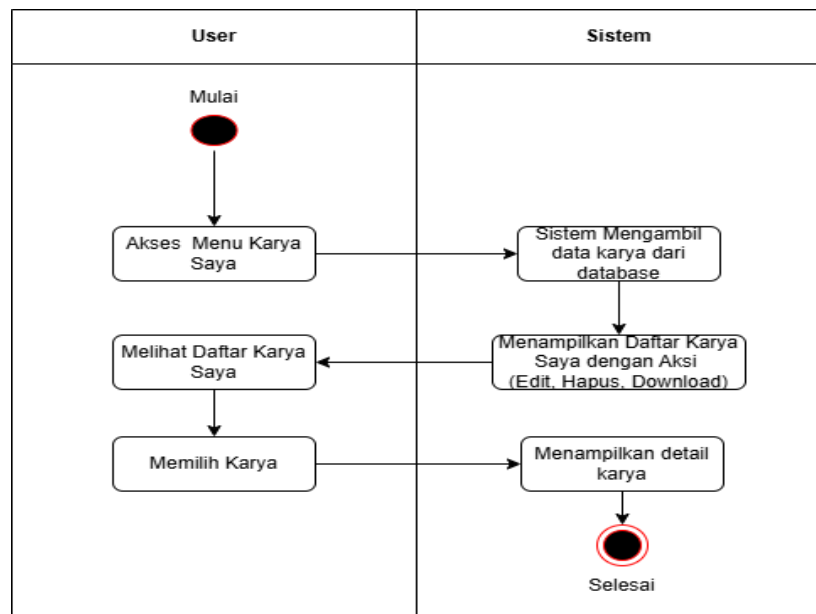 User
Sistem
Mulai
Akses Menu Karya
Saya
Sistem Mengambil
data karya dari
database
Melihat Daftar Karya
Saya
Menampilkan Daftar Karya
Saya dengan Aksi
(Edit, Hapus, Download)
Memilih Karya
Menampilkan detail
karya
Selesai